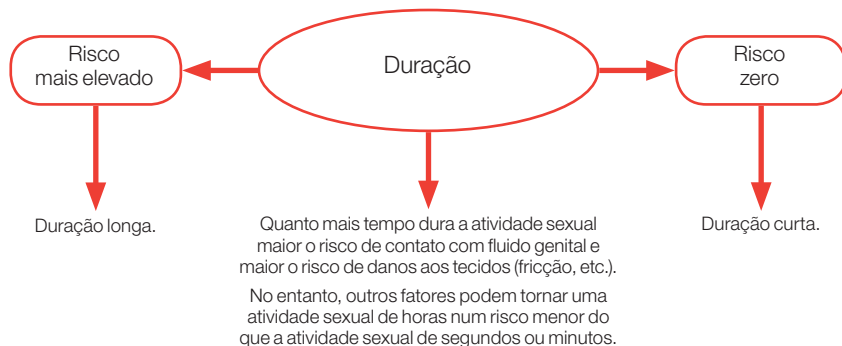 Risco
mais elevado
Duração
Risco
zero
Duração longa.
Quanto mais tempo dura a atividade sexual
maior o risco de contato com fluido genital e
maior o risco de danos aos tecidos (fricção, etc.).
No entanto, outros fatores podem tornar uma
atividade sexual de horas num risco menor do
que a atividade sexual de segundos ou minutos.
Duração curta.